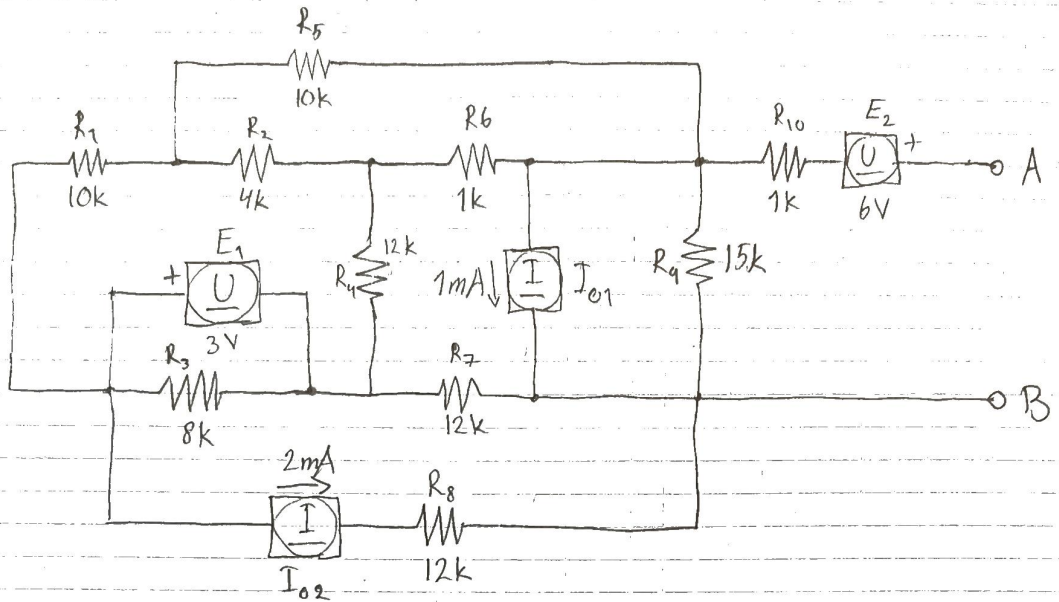 R5
10k
R1
10k
R2
4k
R6
1k
R10
1k
E2
U
+
6V
A
E1
+
U
3V
R4
12k
1mA
I
I01
R9
15k
R3
8k
R7
12k
B
2mA
I
I02
R8
12k